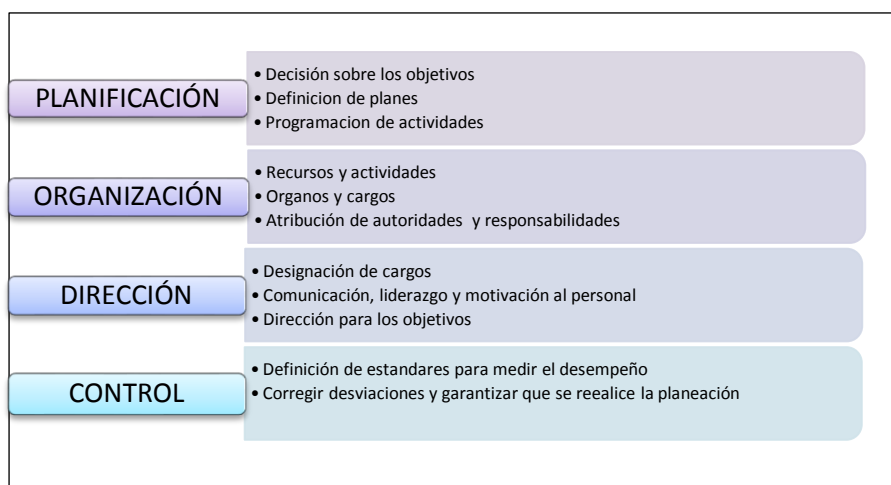 PLANIFICACIÓN
• Decisión sobre los objetivos
• Definicion de planes
• Programacion de actividades
ORGANIZACIÓN
• Recursos y actividades
• Organos y cargos
• Atribución de autoridades y responsabilidades
DIRECCIÓN
• Designación de cargos
• Comunicación, liderazgo y motivación al personal
• Dirección para los objetivos
CONTROL
• Definición de estandares para medir el desempeño
• Corregir desviaciones y garantizar que se reealice la planeación